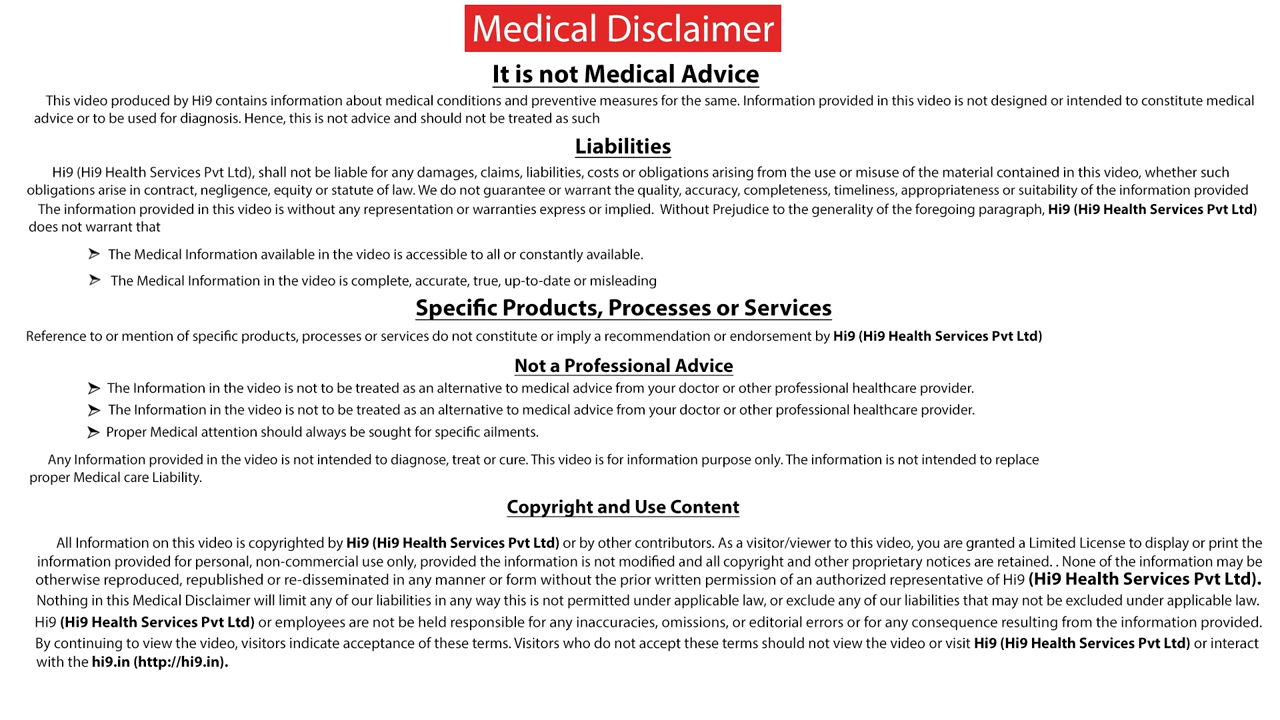 Medical Disclaimer
It is not Medical Advice
This video produced by Hi9 contains information about medical conditions and preventive measures for the same. Information provided in this video is not designed or intended to constitute medical
advice or to be used for diagnosis. Hence, this is not advice and should not be treated as such
Liabilities
Hi9 (Hi9 Health Services Pvt Ltd), shall not be liable for any damages, claims, liabilities, costs or obligations arising from the use or misuse of the material contained in this video, whether such
obligations arise in contract, negligence, equity or statute of law. We do not guarantee or warrant the quality, accuracy, completeness, timeliness, appropriateness or suitability of the information provided
The information provided in this video is without any representation or warranties express or implied. Without Prejudice to the generality of the foregoing paragraph, Hi9 (Hi9 Health Services Pvt Ltd)
does not warrant that
➢ The Medical Information available in the video is accessible to all or constantly available.
➢ The Medical Information in the video is complete, accurate, true, up-to-date or misleading
Specific Products, Processes or Services
Reference to or mention of specific products, processes or services do not constitute or imply a recommendation or endorsement by Hi9 (Hi9 Health Services Pvt Ltd)
Not a Professional Advice
➢ The Information in the video is not to be treated as an alternative to medical advice from your doctor or other professional healthcare provider.
➢ The Information in the video is not to be treated as an alternative to medical advice from your doctor or other professional healthcare provider.
➢ Proper Medical attention should always be sought for specific ailments.
Any Information provided in the video is not intended to diagnose, treat or cure. This video is for information purpose only. The information is not intended to replace
proper Medical care Liability.
Copyright and Use Content
All Information on this video is copyrighted by Hi9 (Hi9 Health Services Pvt Ltd) or by other contributors. As a visitor/viewer to this video, you are granted a Limited License to display or print the
information provided for personal, non-commercial use only, provided the information is not modified and all copyright and other proprietary notices are retained. . None of the information may be
otherwise reproduced, republished or re-disseminated in any manner or form without the prior written permission of an authorized representative of Hi9 (Hi9 Health Services Pvt Ltd).
Nothing in this Medical Disclaimer will limit any of our liabilities in any way this is not permitted under applicable law, or exclude any of our liabilities that may not be excluded under applicable law.
Hi9 (Hi9 Health Services Pvt Ltd) or employees are not be held responsible for any inaccuracies, omissions, or editorial errors or for any consequence resulting from the information provided.
By continuing to view the video, visitors indicate acceptance of these terms. Visitors who do not accept these terms should not view the video or visit Hi9 (Hi9 Health Services Pvt Ltd) or interact
with the hi9.in (http://hi9.in).